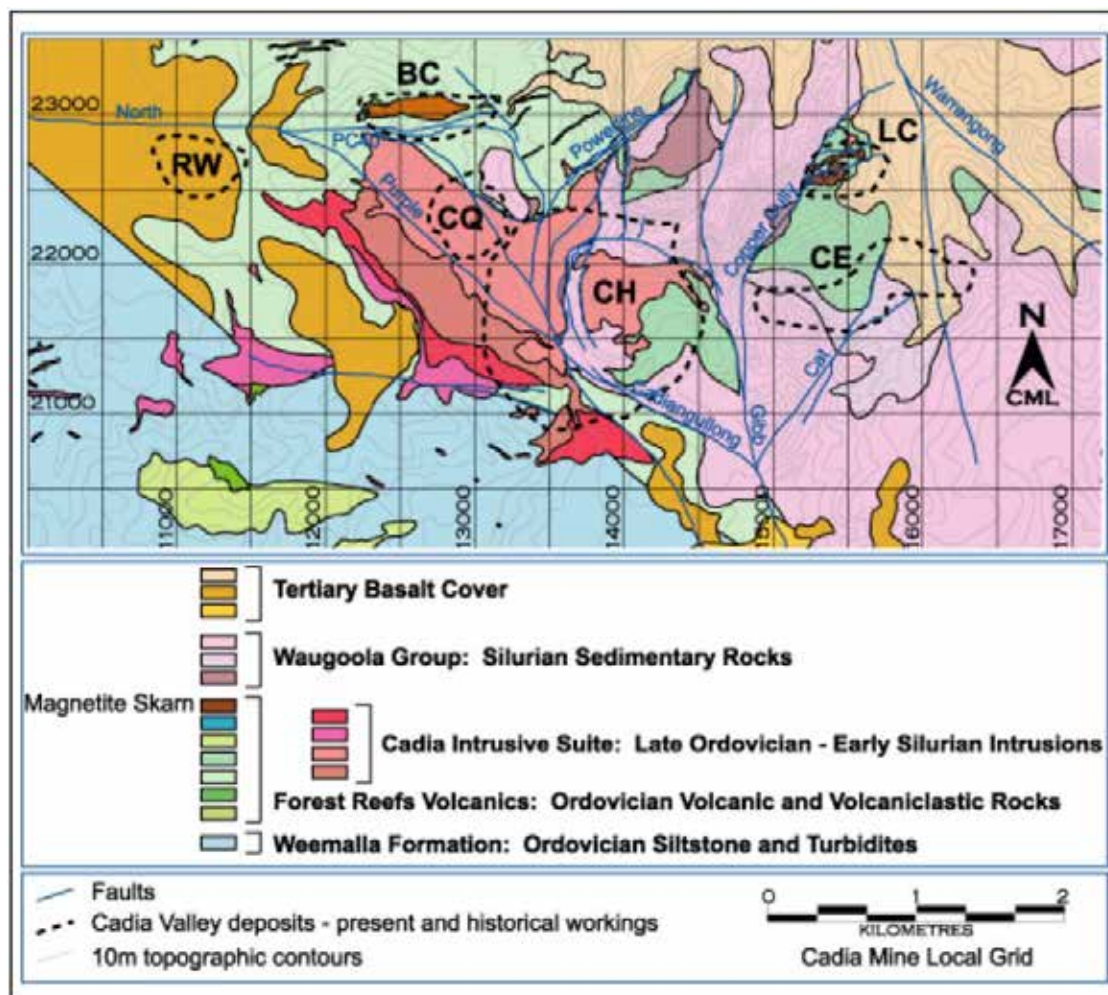 BC
23000
North
PC40
RW
Powerline
LC
Warrangong
Purple
CQ
Copper Gully
22000
CE
CH
N
CML
21000
Cadiangullong
Cat
Gibb
11000
12000
13000
14000
15000
16000
17000
Tertiary Basalt Cover
Waugoola Group: Silurian Sedimentary Rocks
Magnetite Skarn
Cadia Intrusive Suite: Late Ordovician - Early Silurian Intrusions
Forest Reefs Volcanics: Ordovician Volcanic and Volcaniclastic Rocks
Weemalla Formation: Ordovician Siltstone and Turbidites
Faults
Cadia Valley deposits - present and historical workings
10m topographic contours
0 1 2
KILOMETRES
Cadia Mine Local Grid